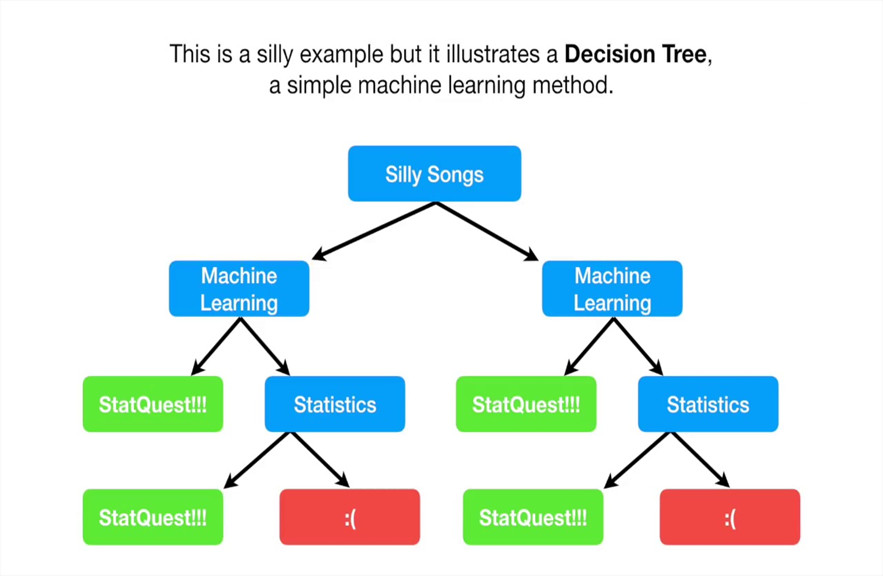 This is a silly example but it illustrates a Decision Tree,
a simple machine learning method.
Silly Songs
Machine
Learning
Machine
Learning
StatQuest!!!
Statistics
StatQuest!!!
Statistics
StatQuest!!!
:(
StatQuest!!!
:(